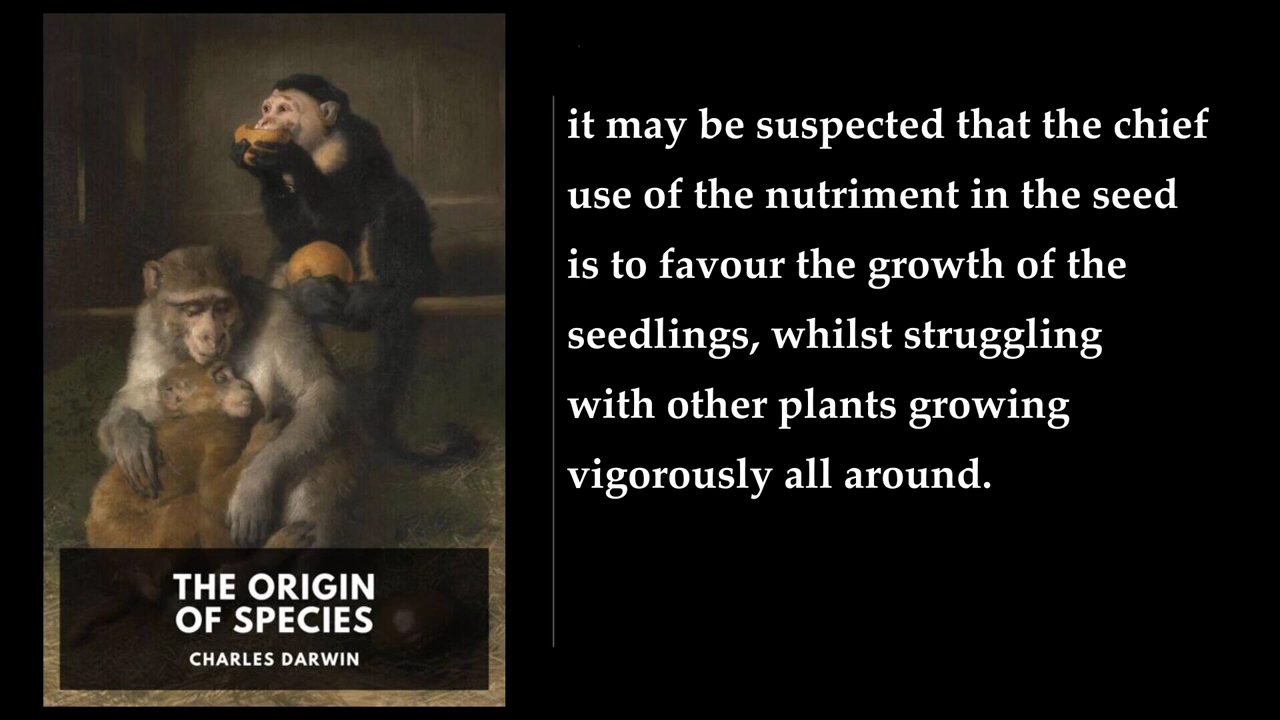 it may be suspected that the chief
use of the nutriment in the seed
is to favour the growth of the
seedlings, whilst struggling
with other plants growing
vigorously all around.
THE ORIGIN
OF SPECIES
CHARLES DARWIN